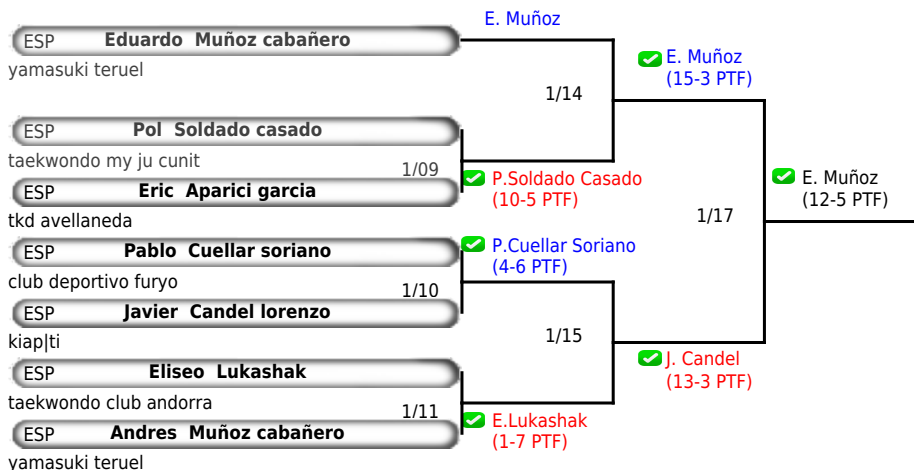 E. Muñoz
ESP Eduardo Muñoz cabañero
yamasuki teruel
E. Muñoz
(15-3 PTF)
1/14
ESP Pol Soldado casado
taekwondo my ju cunit
1/09
ESP Eric Aparici garcia
tkd avellaneda
P.Soldado Casado
(10-5 PTF)
E. Muñoz
(12-5 PTF)
1/17
ESP Pablo Cuellar soriano
club deportivo furyo
P.Cuellar Soriano
(4-6 PTF)
1/10
ESP Javier Candel lorenzo
kiap|ti
1/15
J. Candel
(13-3 PTF)
ESP Eliseo Lukashak
taekwondo club andorra
1/11
ESP Andres Muñoz cabañero
yamasuki teruel
E.Lukashak
(1-7 PTF)